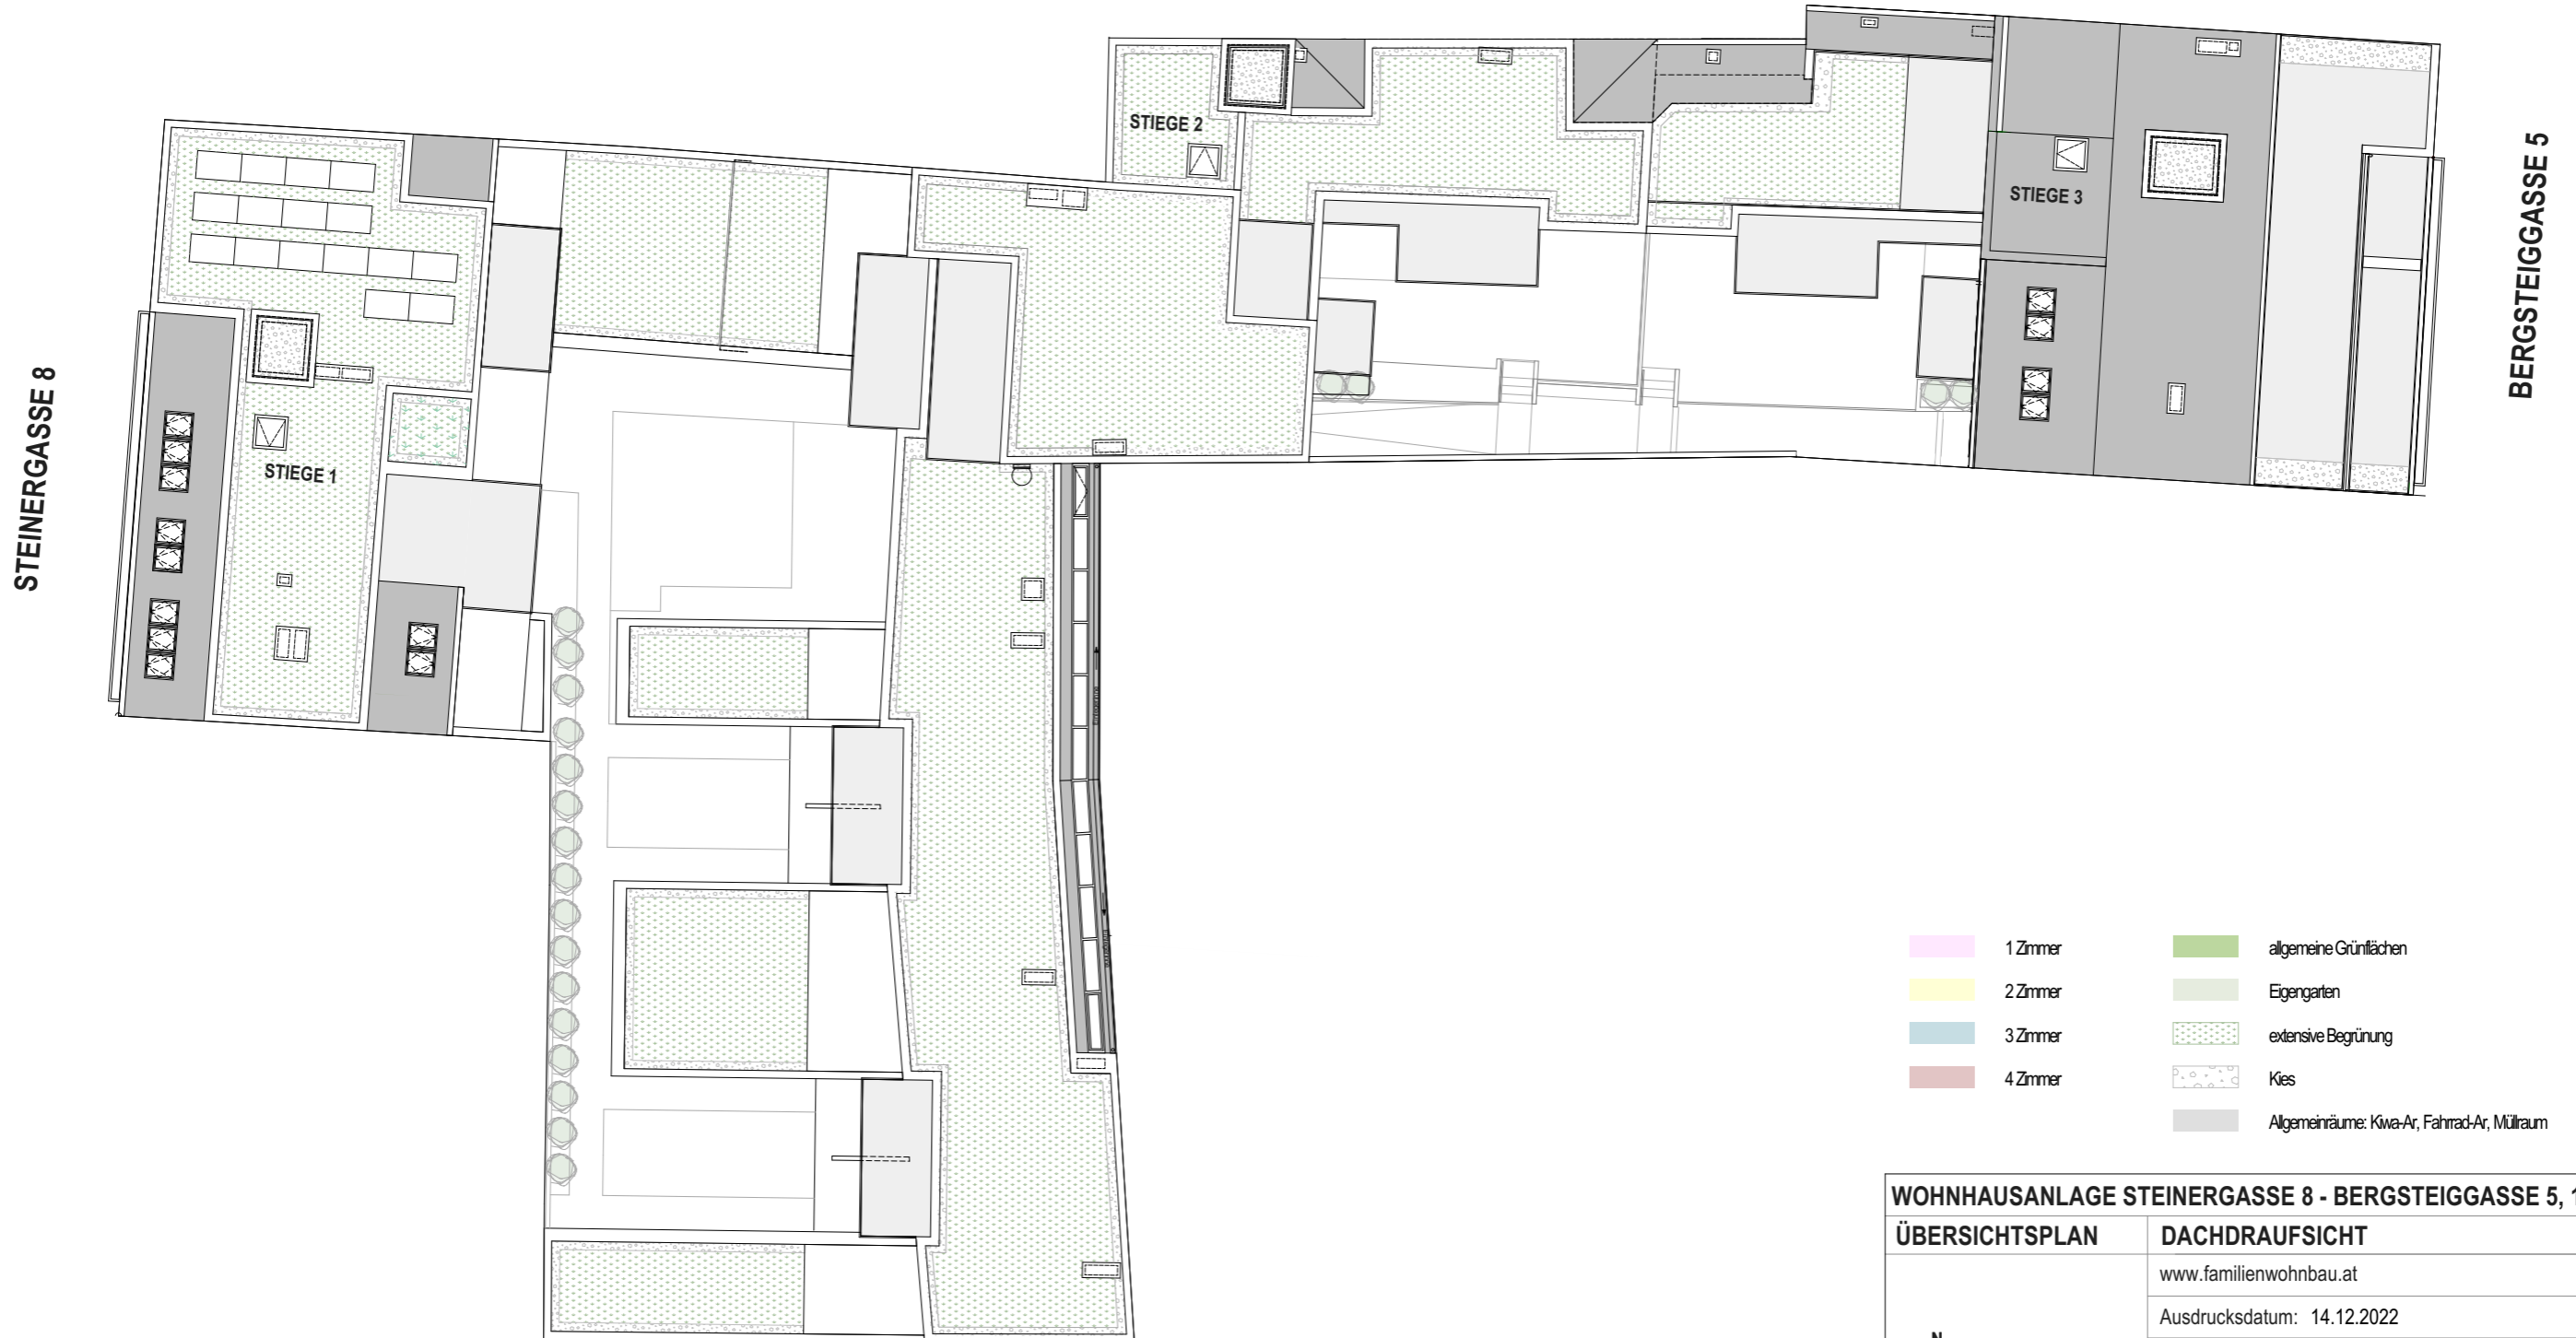 STIEGE 2
BERGSTEIGGASSE 5
STIEGE 3
STEINERGASSE 8
STIEGE 1
1 Zimmer
allgemeine Grünflächen
2 Zimmer
Eigengarten
3 Zimmer
extensive Begrünung
4 Zimmer
Kies
Allgemeinräume: Kiwa-Ar, Fahrrad-Ar, Müllraum
WOHNHAUSANLAGE STEINERGASSE 8 - BERGSTEIGGASSE 5, 1
ÜBERSICHTSPLAN
DACHDRAUFSICHT
www.familienwohnbau.at
Ausdrucksdatum: 14.12.2022
N